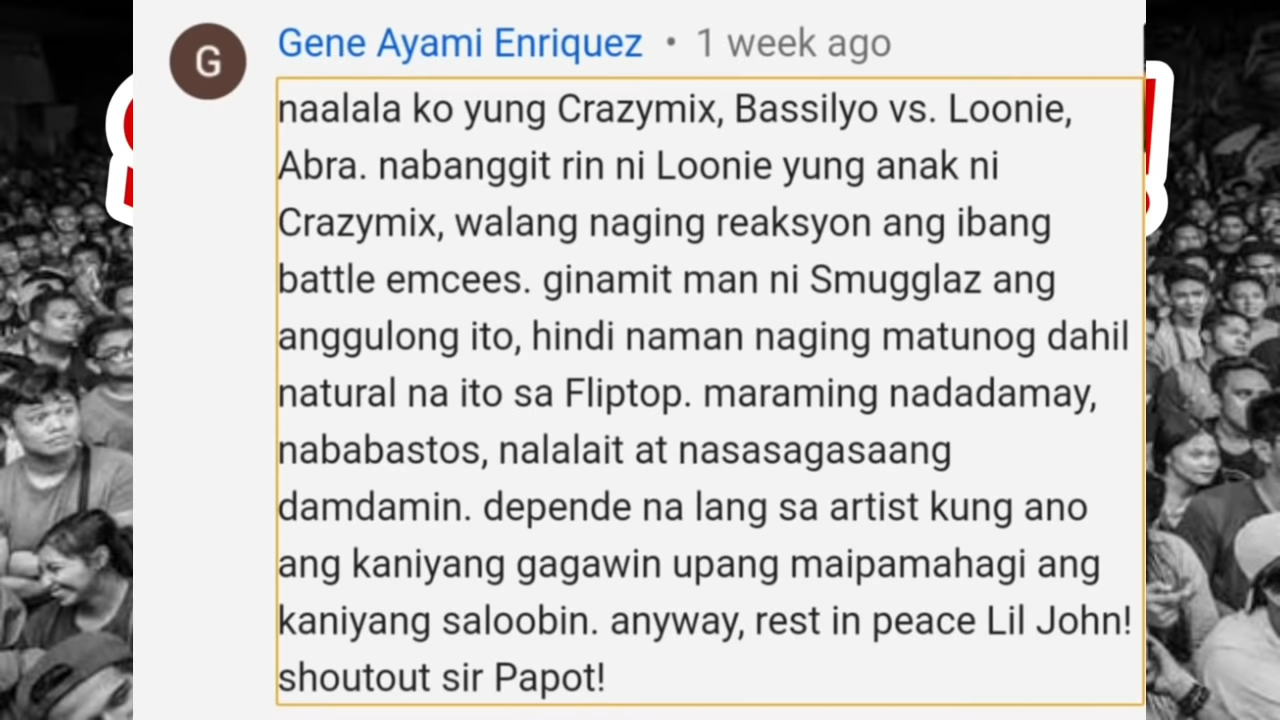 G
Gene Ayami Enriquez • 1 week ago
naalala ko yung Crazymix, Bassilyo vs. Loonie,
Abra. nabanggit rin ni Loonie yung anak ni
Crazymix, walang naging reaksyon ang ibang
battle emcees. ginamit man ni Smugglaz ang
anggulong ito, hindi naman naging matunog dahil
natural na ito sa Fliptop. maraming nadadamay,
nababastos, nalalait at nasasagasaang
damdamin. depende na lang sa artist kung ano
ang kaniyang gagawin upang maipamahagi ang
kaniyang saloobin. anyway, rest in peace Lil John!
shoutout sir Papot!